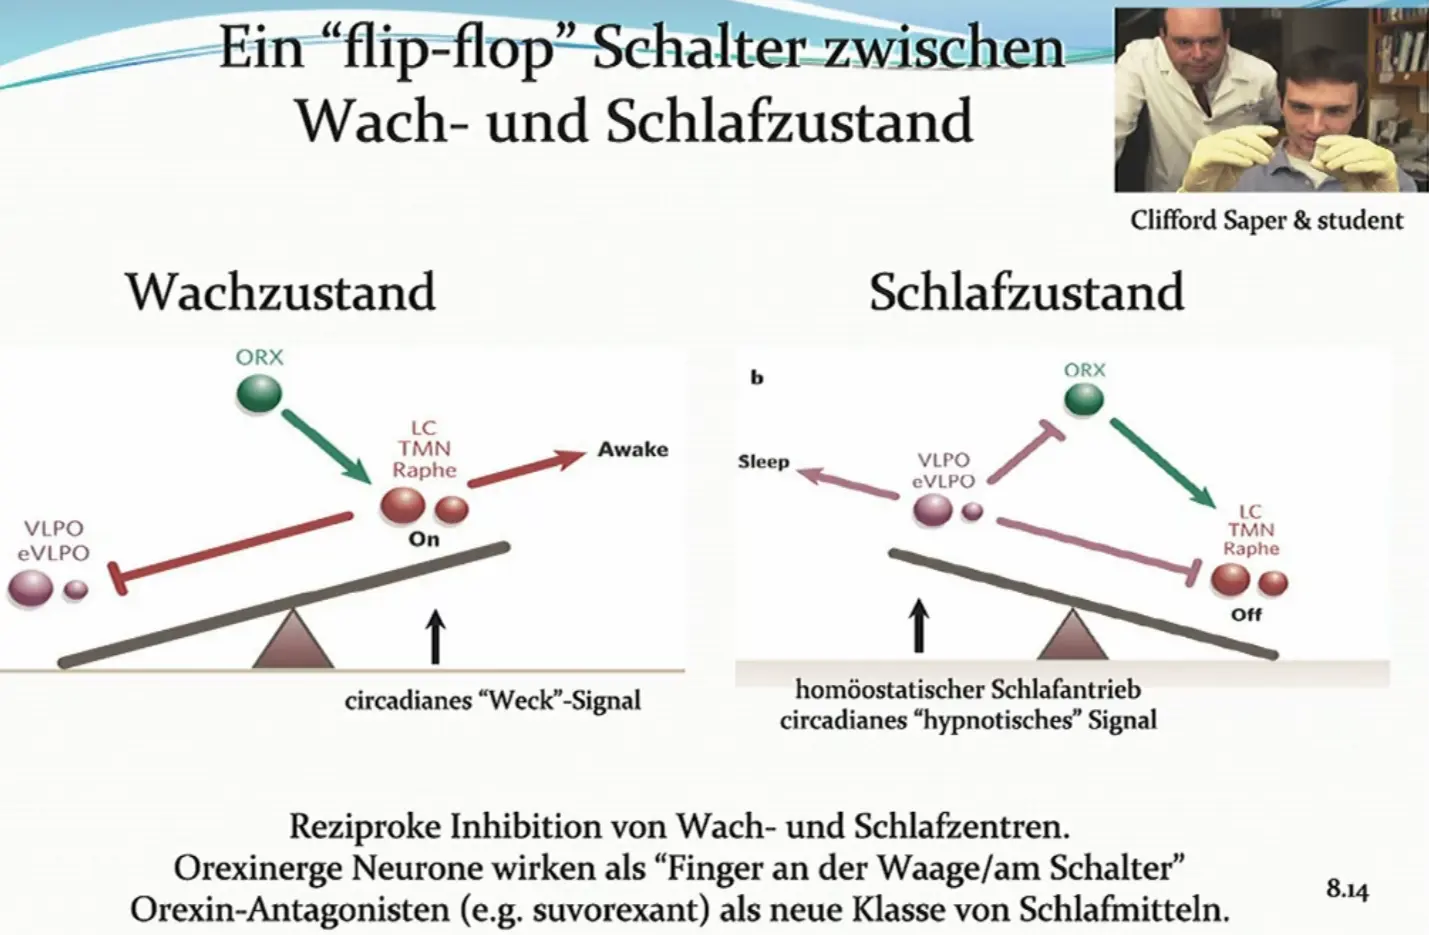 Ein “flip-flop” Schalter zwischen
Wach- und Schlafzustand
Clifford Saper & student
Wachzustand
ORX
LC
TMN
Raphe
Awake
On
VLPO
eVLPO
circadianes “Weck”-Signal
Schlafzustand
b
ORX
Sleep
VLPO
eVLPO
LC
TMN
Raphe
Off
homöostatischer Schlafantrieb
circadianes “hypnotisches” Signal
Reziproke Inhibition von Wach- und Schlafzentren.
Orexinerge Neurone wirken als “Finger an der Waage/am Schalter”
Orexin-Antagonisten (e.g. suvorexant) als neue Klasse von Schlafmitteln.
8.14